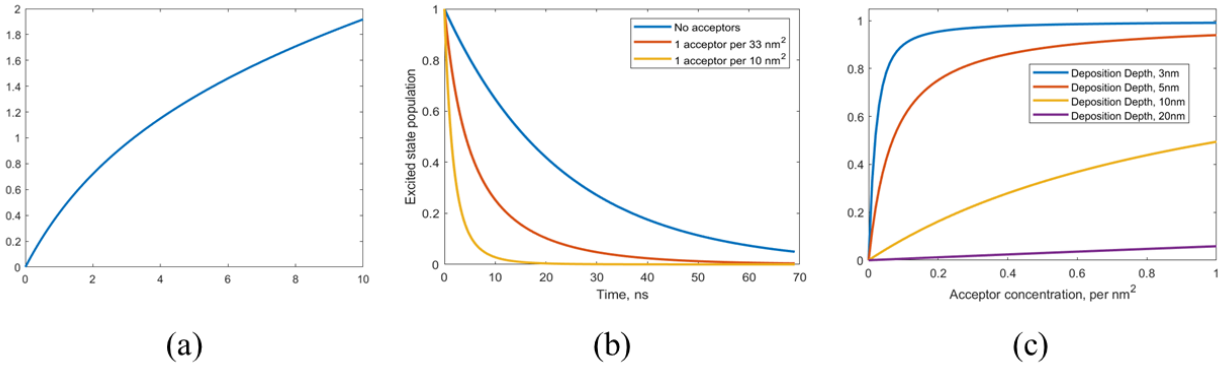 2
1.8
1.6
1.4
1.2
1
0.8
0.6
0.4
0.2
0
0 2 4 6 8 10
(a)
Excited state population
1
0.8
0.6
0.4
0.2
0 10 20 30 40 50 60 70
Time, ns
No acceptors
1 acceptor per 33 nm²
1 acceptor per 10 nm²
(b)
1
0.8
0.6
0.4
0.2
0
0 0.2 0.4 0.6 0.8 1
Acceptor concentration, per nm²
Deposition Depth, 3nm
Deposition Depth, 5nm
Deposition Depth, 10nm
Deposition Depth, 20nm
(c)